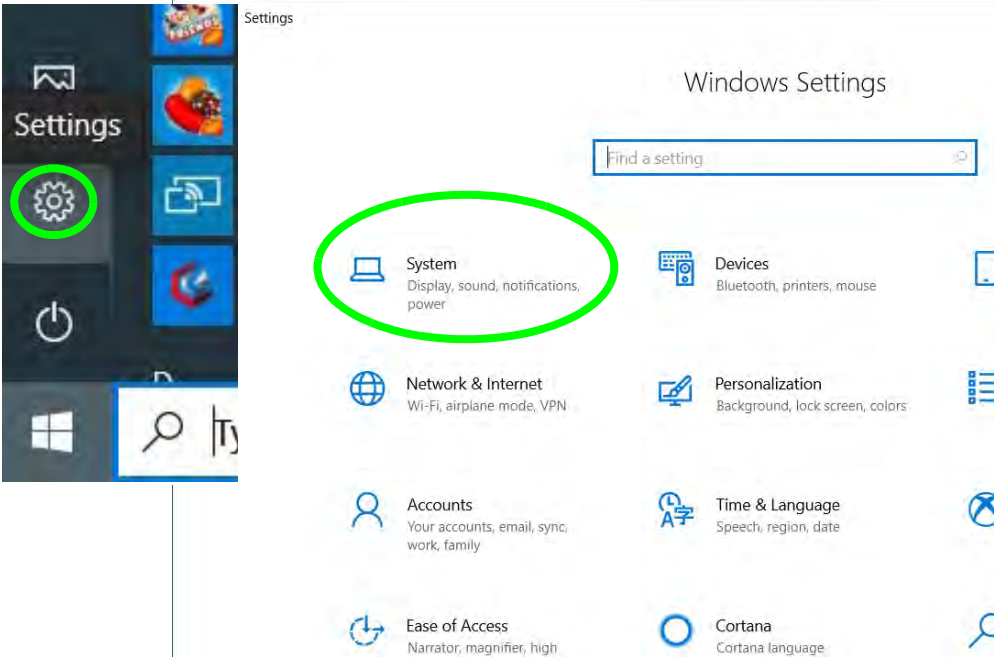 Settings
FRIENDS
Settings
Ty
Windows Settings
Find a setting
System
Display, sound, notifications,
power
Devices
Bluetooth, printers, mouse
Network & Internet
Wi-Fi, airplane mode, VPN
Personalization
Background, lock screen, colors
Accounts
Your accounts, email, sync,
work, family
Time & Language
Speech, region, date
Ease of Access
Narrator, magnifier, high
Cortana
Cortana language